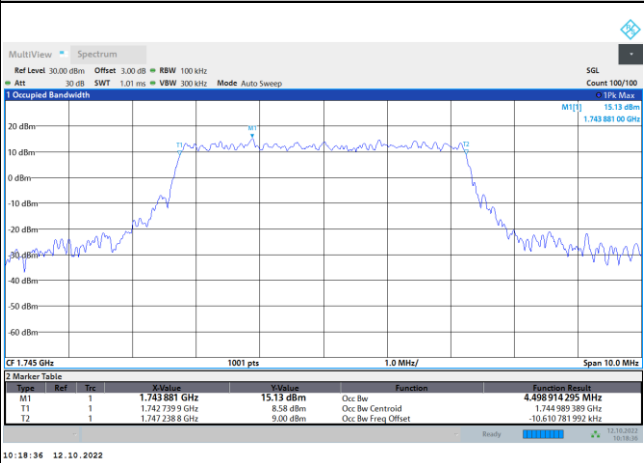 MultiView Spectrum
Ref Level 30.00 dBm Offset 3.00 dB RBW 100 kHz SGL
Att 30 dB SWT 1.01 ms VBW 300 kHz Mode Auto Sweep Count 100/100
1 Occupied Bandwidth 1Pk Max
M1[1] 15.13 dBm
1.743 881 00 GHz
20 dBm
M1
T1
T2
10 dBm
0 dBm
-10 dBm
-20 dBm
-30 dBm
-40 dBm
-50 dBm
-60 dBm
CF 1.745 GHz 1001 pts 1.0 MHz/ Span 10.0 MHz
2 Marker Table
Type Ref Trc X-Value Y-Value Function Function Result
M1 1 1.743 881 GHz 15.13 dBm Occ Bw 4.498 914 295 MHz
T1 1 1.742 739 9 GHz 8.58 dBm Occ Bw Centroid 1.744 989 389 GHz
T2 1 1.747 238 8 GHz 9.00 dBm Occ Bw Freq Offset -10.610 781 992 kHz
Ready 12.10.2022
10:18:36
10:18:36 12.10.2022